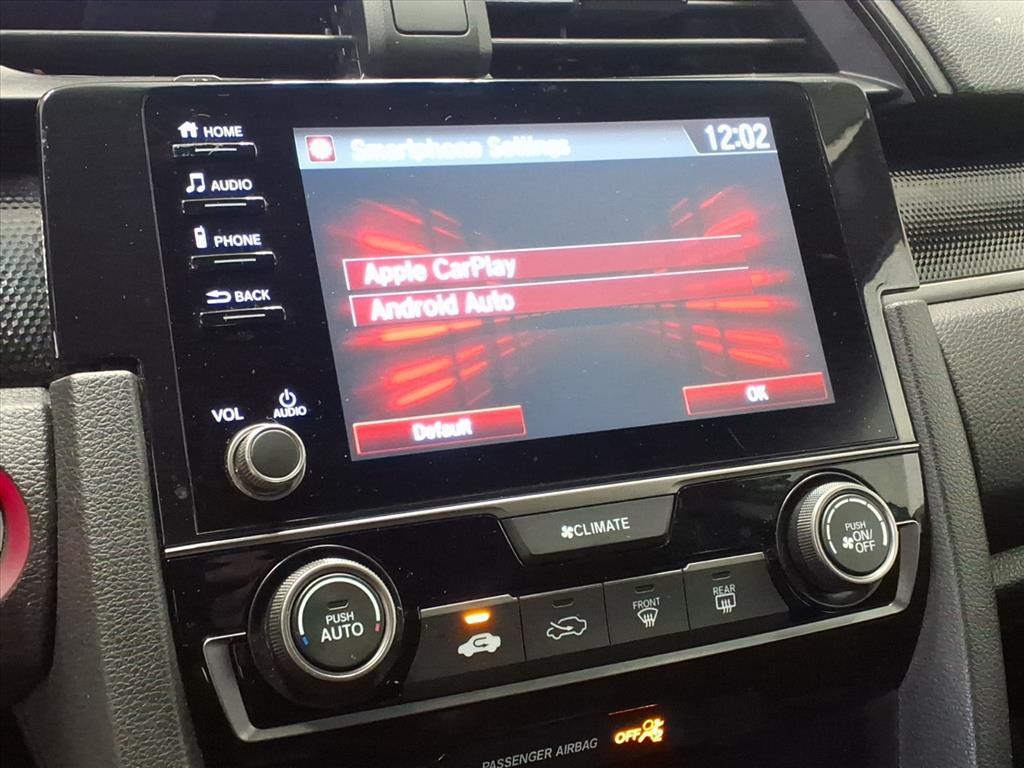 HOME
AUDIO
PHONE
BACK
VOL
AUDIO
Smartphone Settings
12:02
Apple CarPlay
Android Auto
Default
OK
CLIMATE
PUSH
AUTO
FRONT
REAR
PUSH
ON/
OFF
PASSENGER AIRBAG
OFF
2